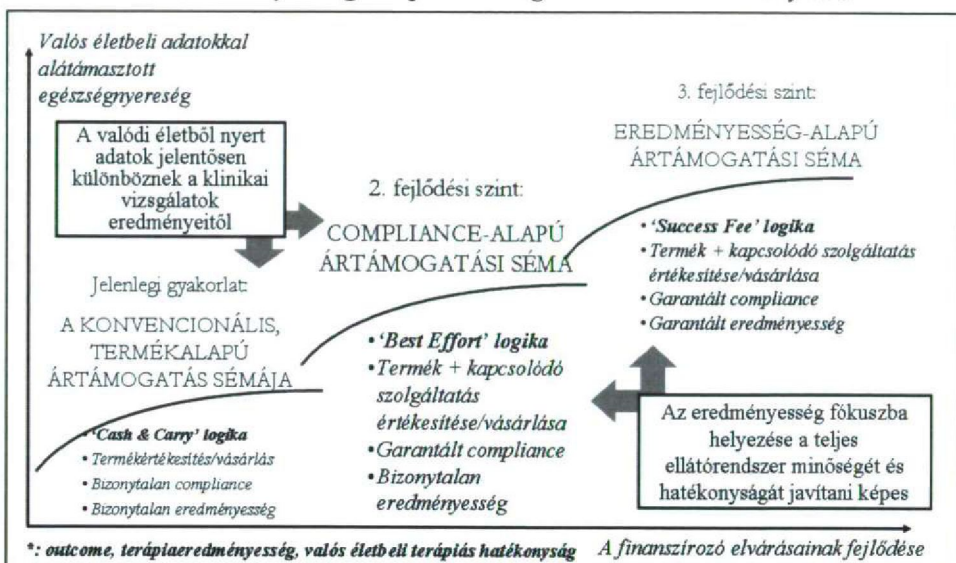 Valós életbeli adatokkal
alátámasztott
egészségnyereség
A valódi életből nyert
adatok jelentősen
különböznek a klinikai
vizsgálatok
eredményeitől
Jelenlegi gyakorlat:
A KONVENCIONÁLIS,
TERMÉKALAPÚ
ÁRTÁMOGATÁS SÉMÁJA
• 'Cash & Carry' logika
• Termékértékesítés/vásárlás
• Bizonytalan compliance
• Bizonytalan eredményesség
2. fejlődési szint:
COMPLIANCE-ALAPÚ
ÁRTÁMOGATÁSI SÉMA
• 'Best Effort' logika
• Termék + kapcsolódó
szolgáltatás
értékesítése/vásárlása
• Garantált compliance
• Bizonytalan
eredményesség
3. fejlődési szint:
EREDMÉNYESSÉG-ALAPÚ
ÁRTÁMOGATÁSI SÉMA
• 'Success Fee' logika
• Termék + kapcsolódó szolgáltatás
értékesítése/vásárlása
• Garantált compliance
• Garantált eredményesség
Az eredményesség fókuszba
helyezése a teljes
ellátórendszer minőségét és
hatékonyságát javítani képes
*: outcome, terápiaeredményesség, valós életbeli terápiás hatékonyság
A finanszírozó elvárásainak fejlődése